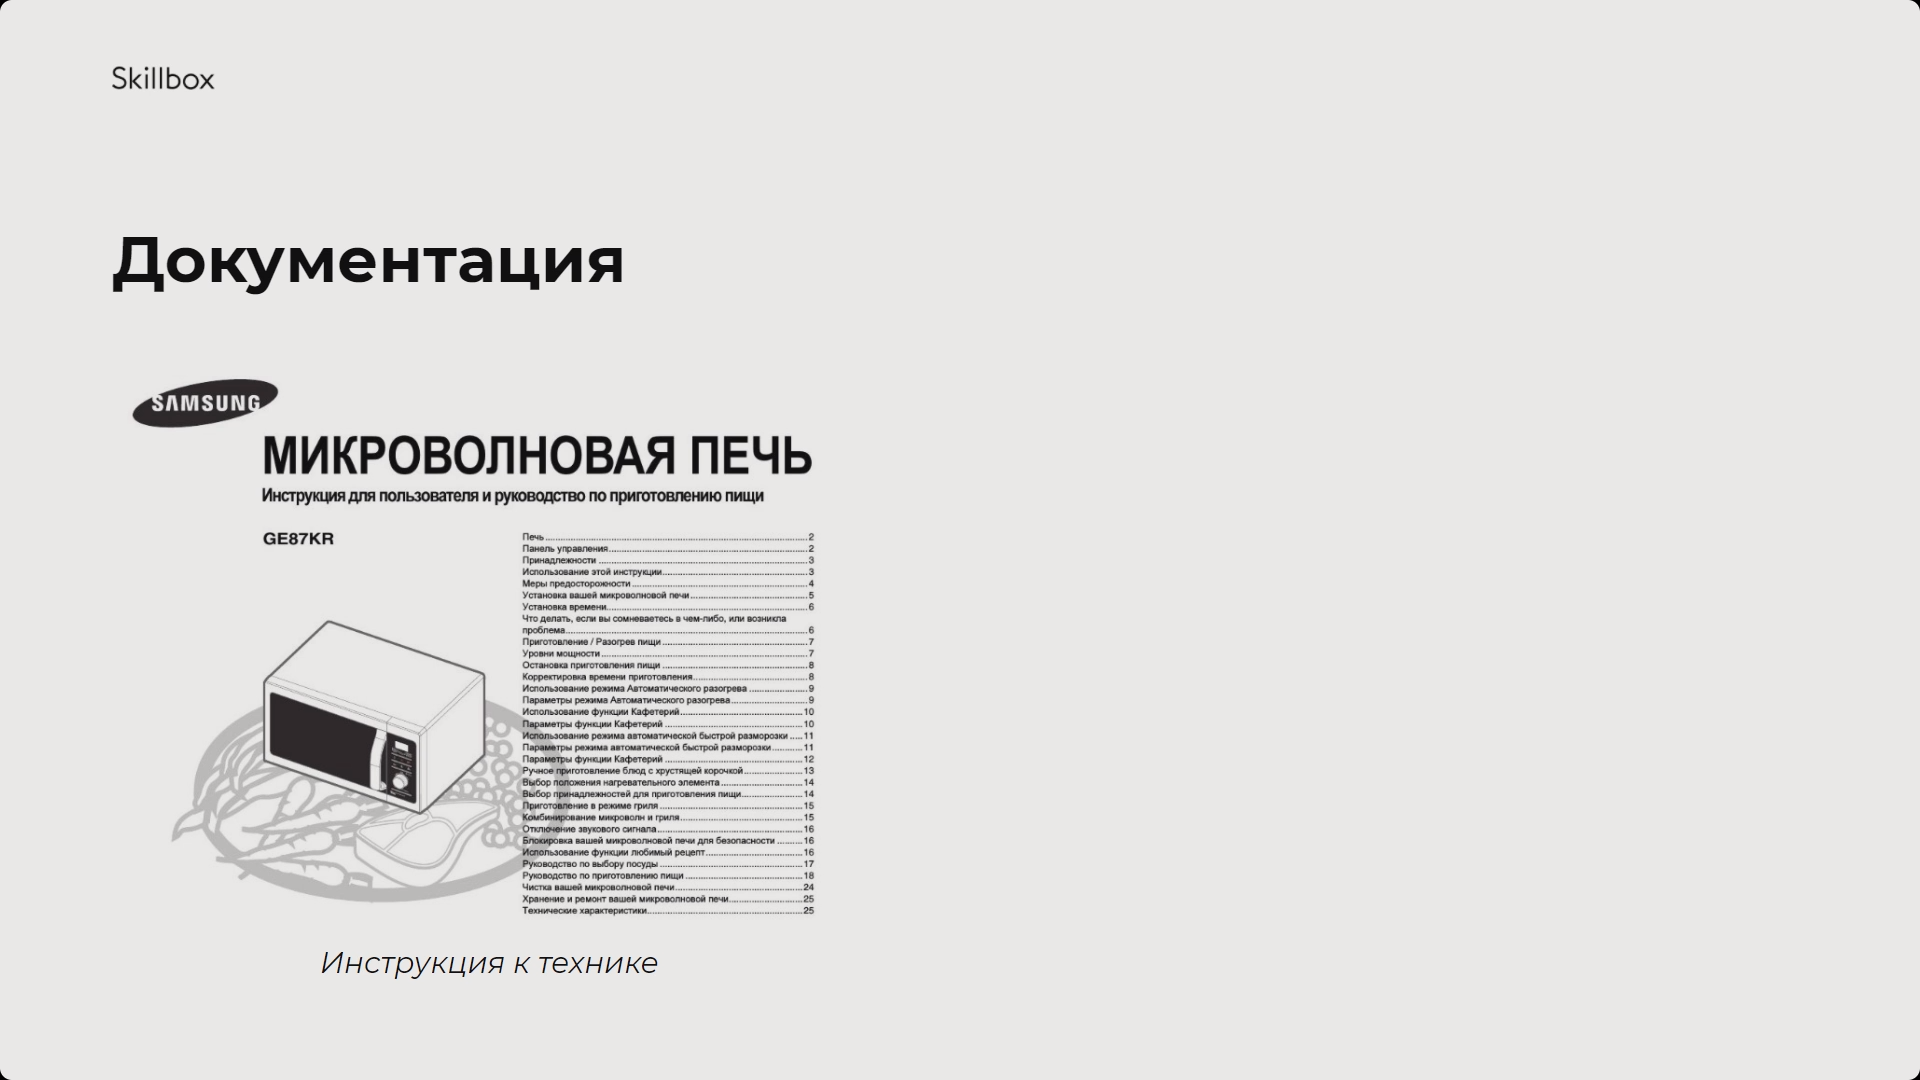 Skillbox
Документация
SAMSUNG
МИКРОВОЛНОВАЯ ПЕЧЬ
Инструкция для пользователя и руководство по приготовлению пищи
GE87KR
Печь 2
Панель управления 2
Принадлежности 3
Использование этой инструкции 3
Меры предосторожности 4
Установка вашей микроволновой печи 5
Установка времени 6
Что делать, если вы сомневаетесь в чем-либо, или возникла
проблема 6
Приготовление / Разогрев пищи 7
Уровни мощности 7
Остановка приготовления пищи 8
Корректировка времени приготовления 8
Использование режима Автоматического разогрева 9
Параметры режима Автоматического разогрева 9
Использование функции Кафетерий 10
Параметры функции Кафетерий 10
Использование режима автоматической быстрой разморозки 11
Параметры режима автоматической быстрой разморозки 11
Параметры функции Кафетерий 12
Ручное приготовление блюд с хрустящей корочкой 13
Выбор положения нагревательного элемента 14
Выбор принадлежностей для приготовления пищи 14
Приготовление в режиме гриля 15
Комбинирование микроволн и гриля 15
Отключение звукового сигнала 16
Блокировка вашей микроволновой печи для безопасности 16
Использование функции любимый рецепт 16
Руководство по выбору посуды 17
Руководство по приготовлению пищи 18
Чистка вашей микроволновой печи 24
Хранение и ремонт вашей микроволновой печи 25
Технические характеристики 25
Инструкция к технике